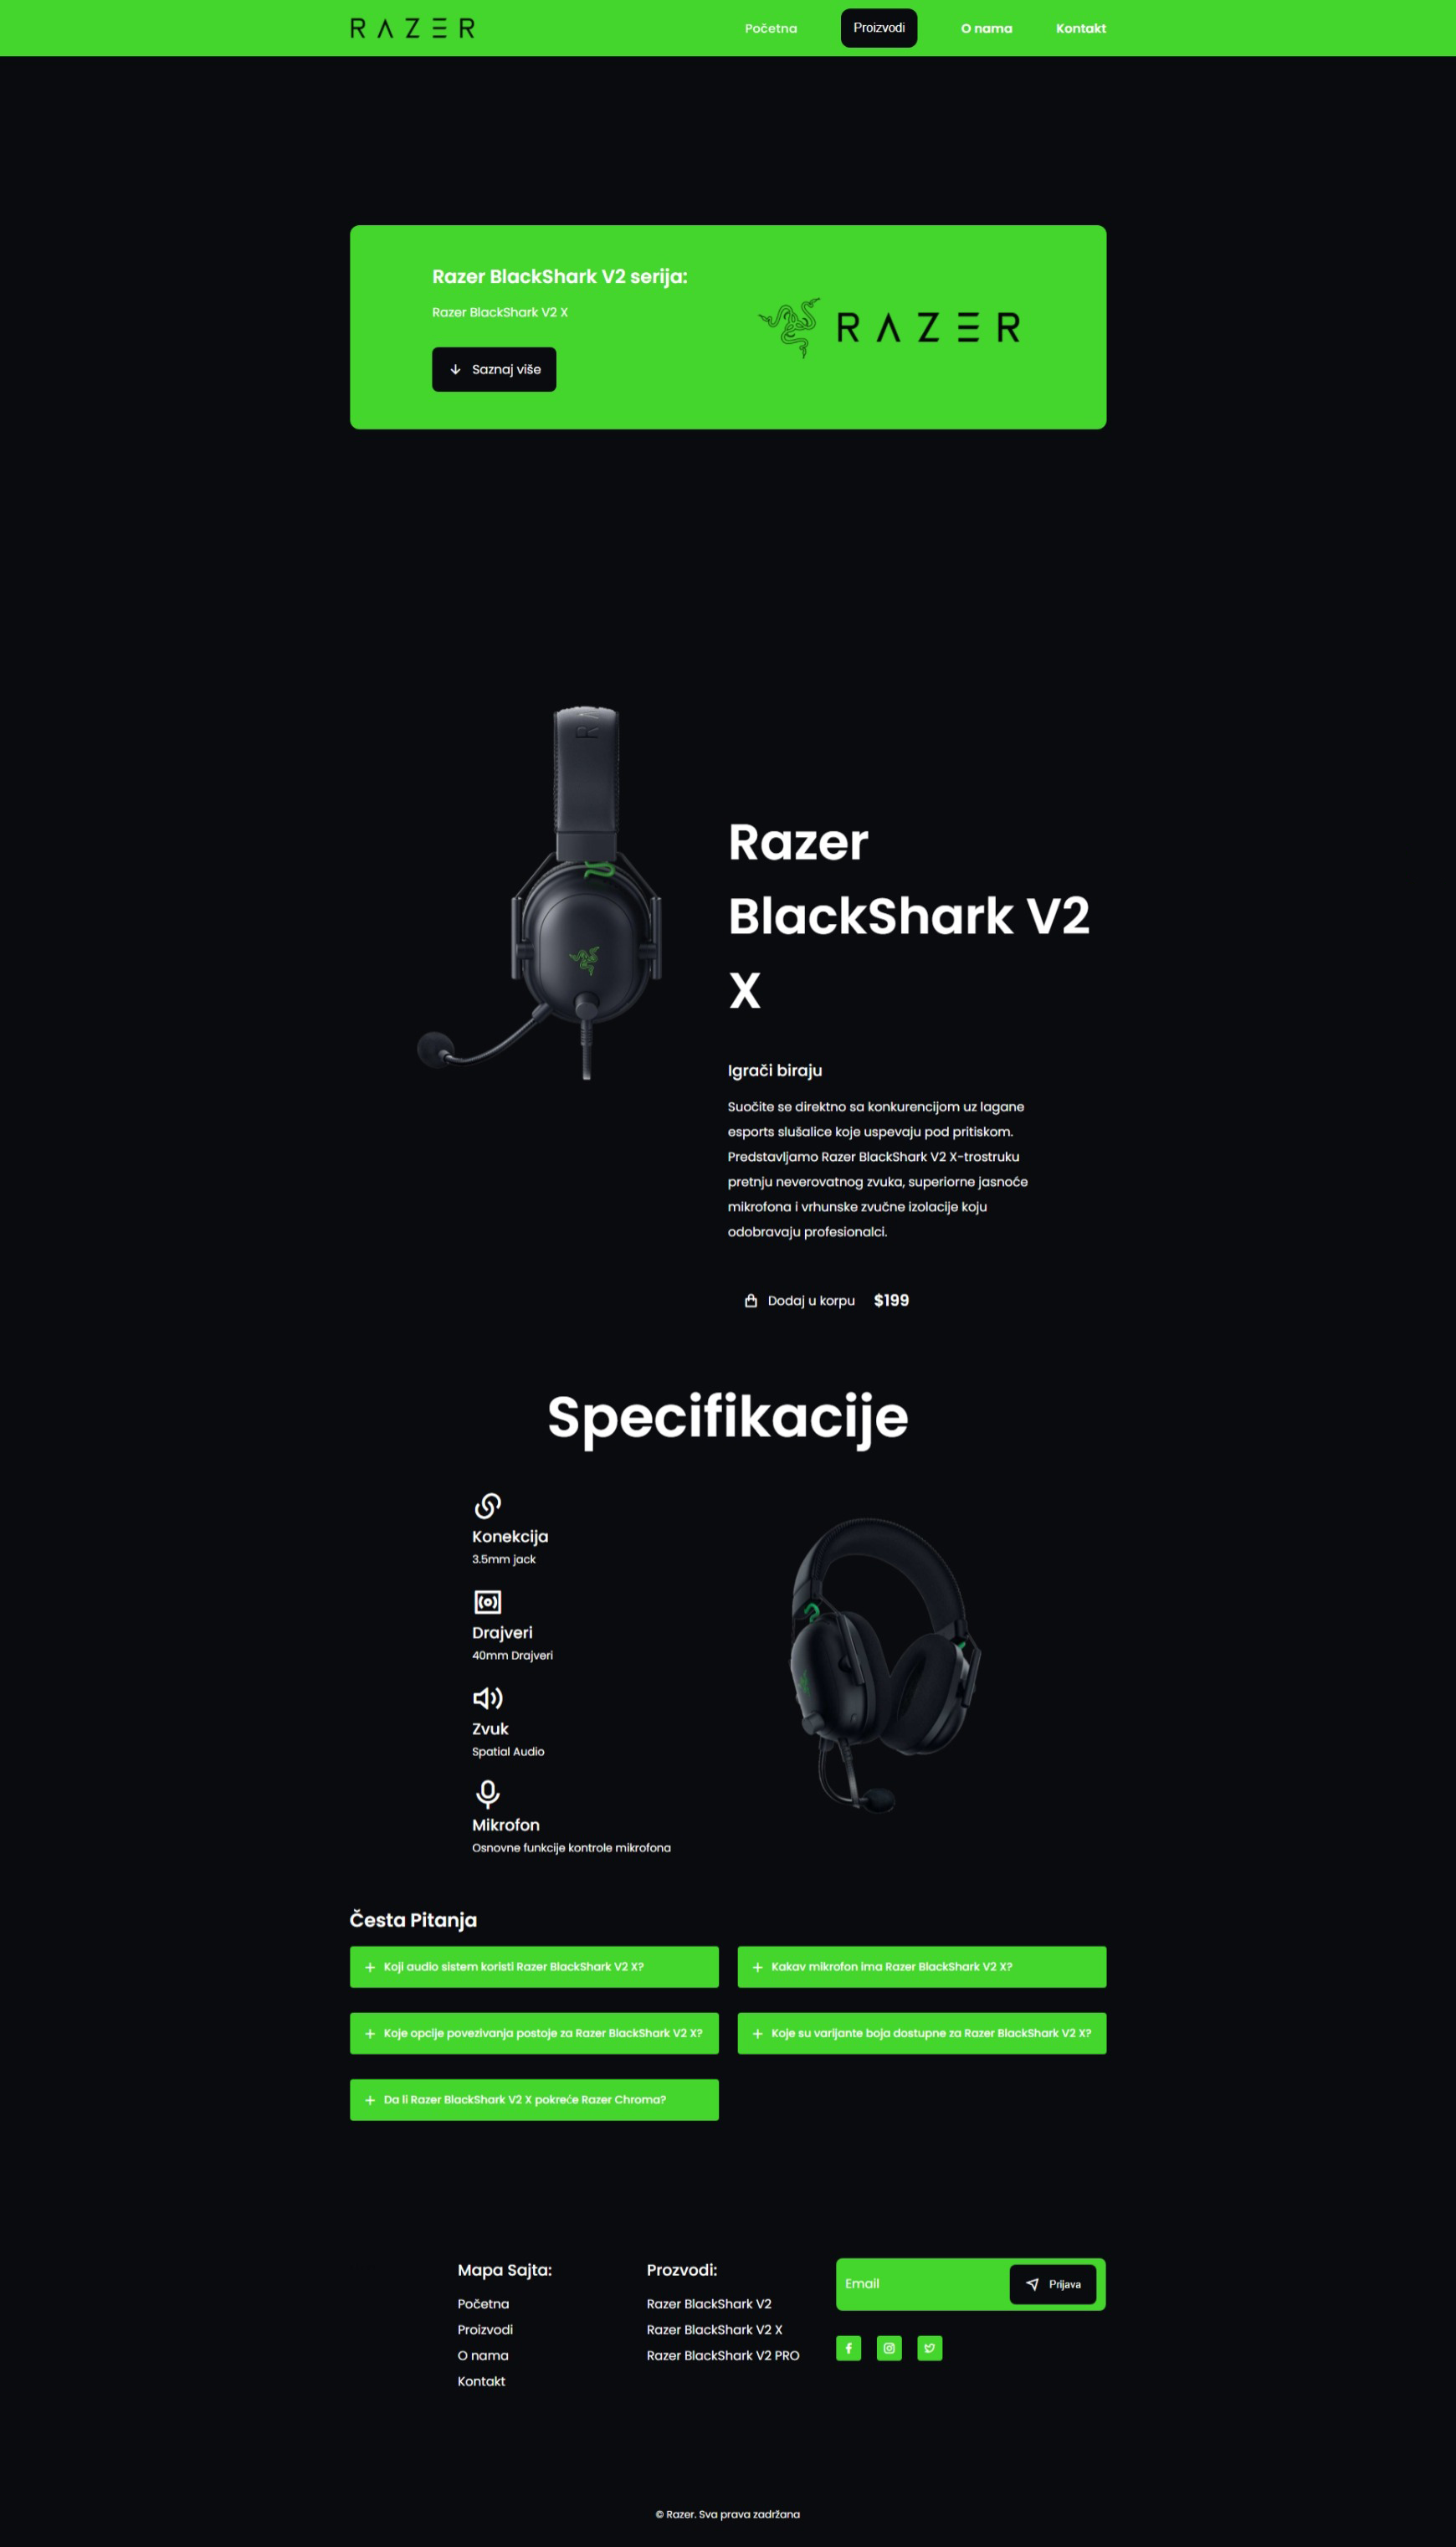 RAZER
Početna
Proizvodi
O nama
Kontakt
Razer BlackShark V2 serija:
Razer BlackShark V2 X
Saznaj više
RAZER
Razer
BlackShark V2
X
Igrači biraju
Suočite se direktno sa konkurencijom uz lagane
esports slušalice koje uspevaju pod pritiskom.
Predstavljamo Razer BlackShark V2 X-trostruku
pretnju neverovatnog zvuka, superiorne jasnoće
mikrofona i vrhunske zvučne izolacije koju
odobravaju profesionalci.
Dodaj u korpu
$199
Specifikacije
Konekcija
3.5mm jack
Drajveri
40mm Drajveri
Zvuk
Spatial Audio
Mikrofon
Osnovne funkcije kontrole mikrofona
Česta Pitanja
Koji audio sistem koristi Razer BlackShark V2 X?
Kakav mikrofon ima Razer BlackShark V2 X?
Koje opcije povezivanja postoje za Razer BlackShark V2 X?
Koje su varijante boja dostupne za Razer BlackShark V2 X?
Da li Razer BlackShark V2 X pokreće Razer Chroma?
Mapa Sajta:
Početna
Proizvodi
O nama
Kontakt
Prozvodi:
Razer BlackShark V2
Razer BlackShark V2 X
Razer BlackShark V2 PRO
Email
Prijava
© Razer. Sva prava zadržana